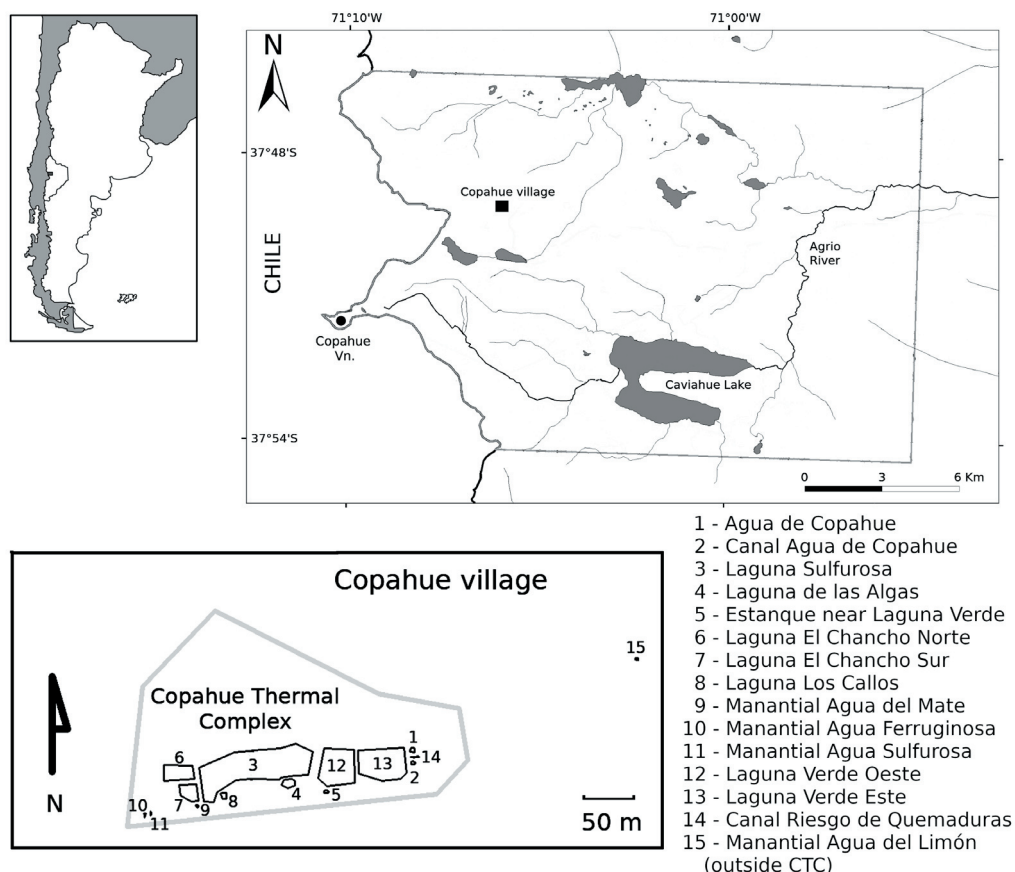 71°10'W
71°00'W
N
37°48'S
Copahue village
CHILE
Agrio
River
Copahue
Vn.
Caviahue Lake
37°54'S
0 3 6 Km
Copahue village
15
Copahue Thermal
Complex
1
6
3
12
13
14
2
7
8
4
5
9
10
11
N
50 m
1 - Agua de Copahue
2 - Canal Agua de Copahue
3 - Laguna Sulfurosa
4 - Laguna de las Algas
5 - Estanque near Laguna Verde
6 - Laguna El Chancho Norte
7 - Laguna El Chancho Sur
8 - Laguna Los Callos
9 - Manantial Agua del Mate
10 - Manantial Agua Ferruginosa
11 - Manantial Agua Sulfurosa
12 - Laguna Verde Oeste
13 - Laguna Verde Este
14 - Canal Riesgo de Quemaduras
15 - Manantial Agua del Limón
(outside CTC)